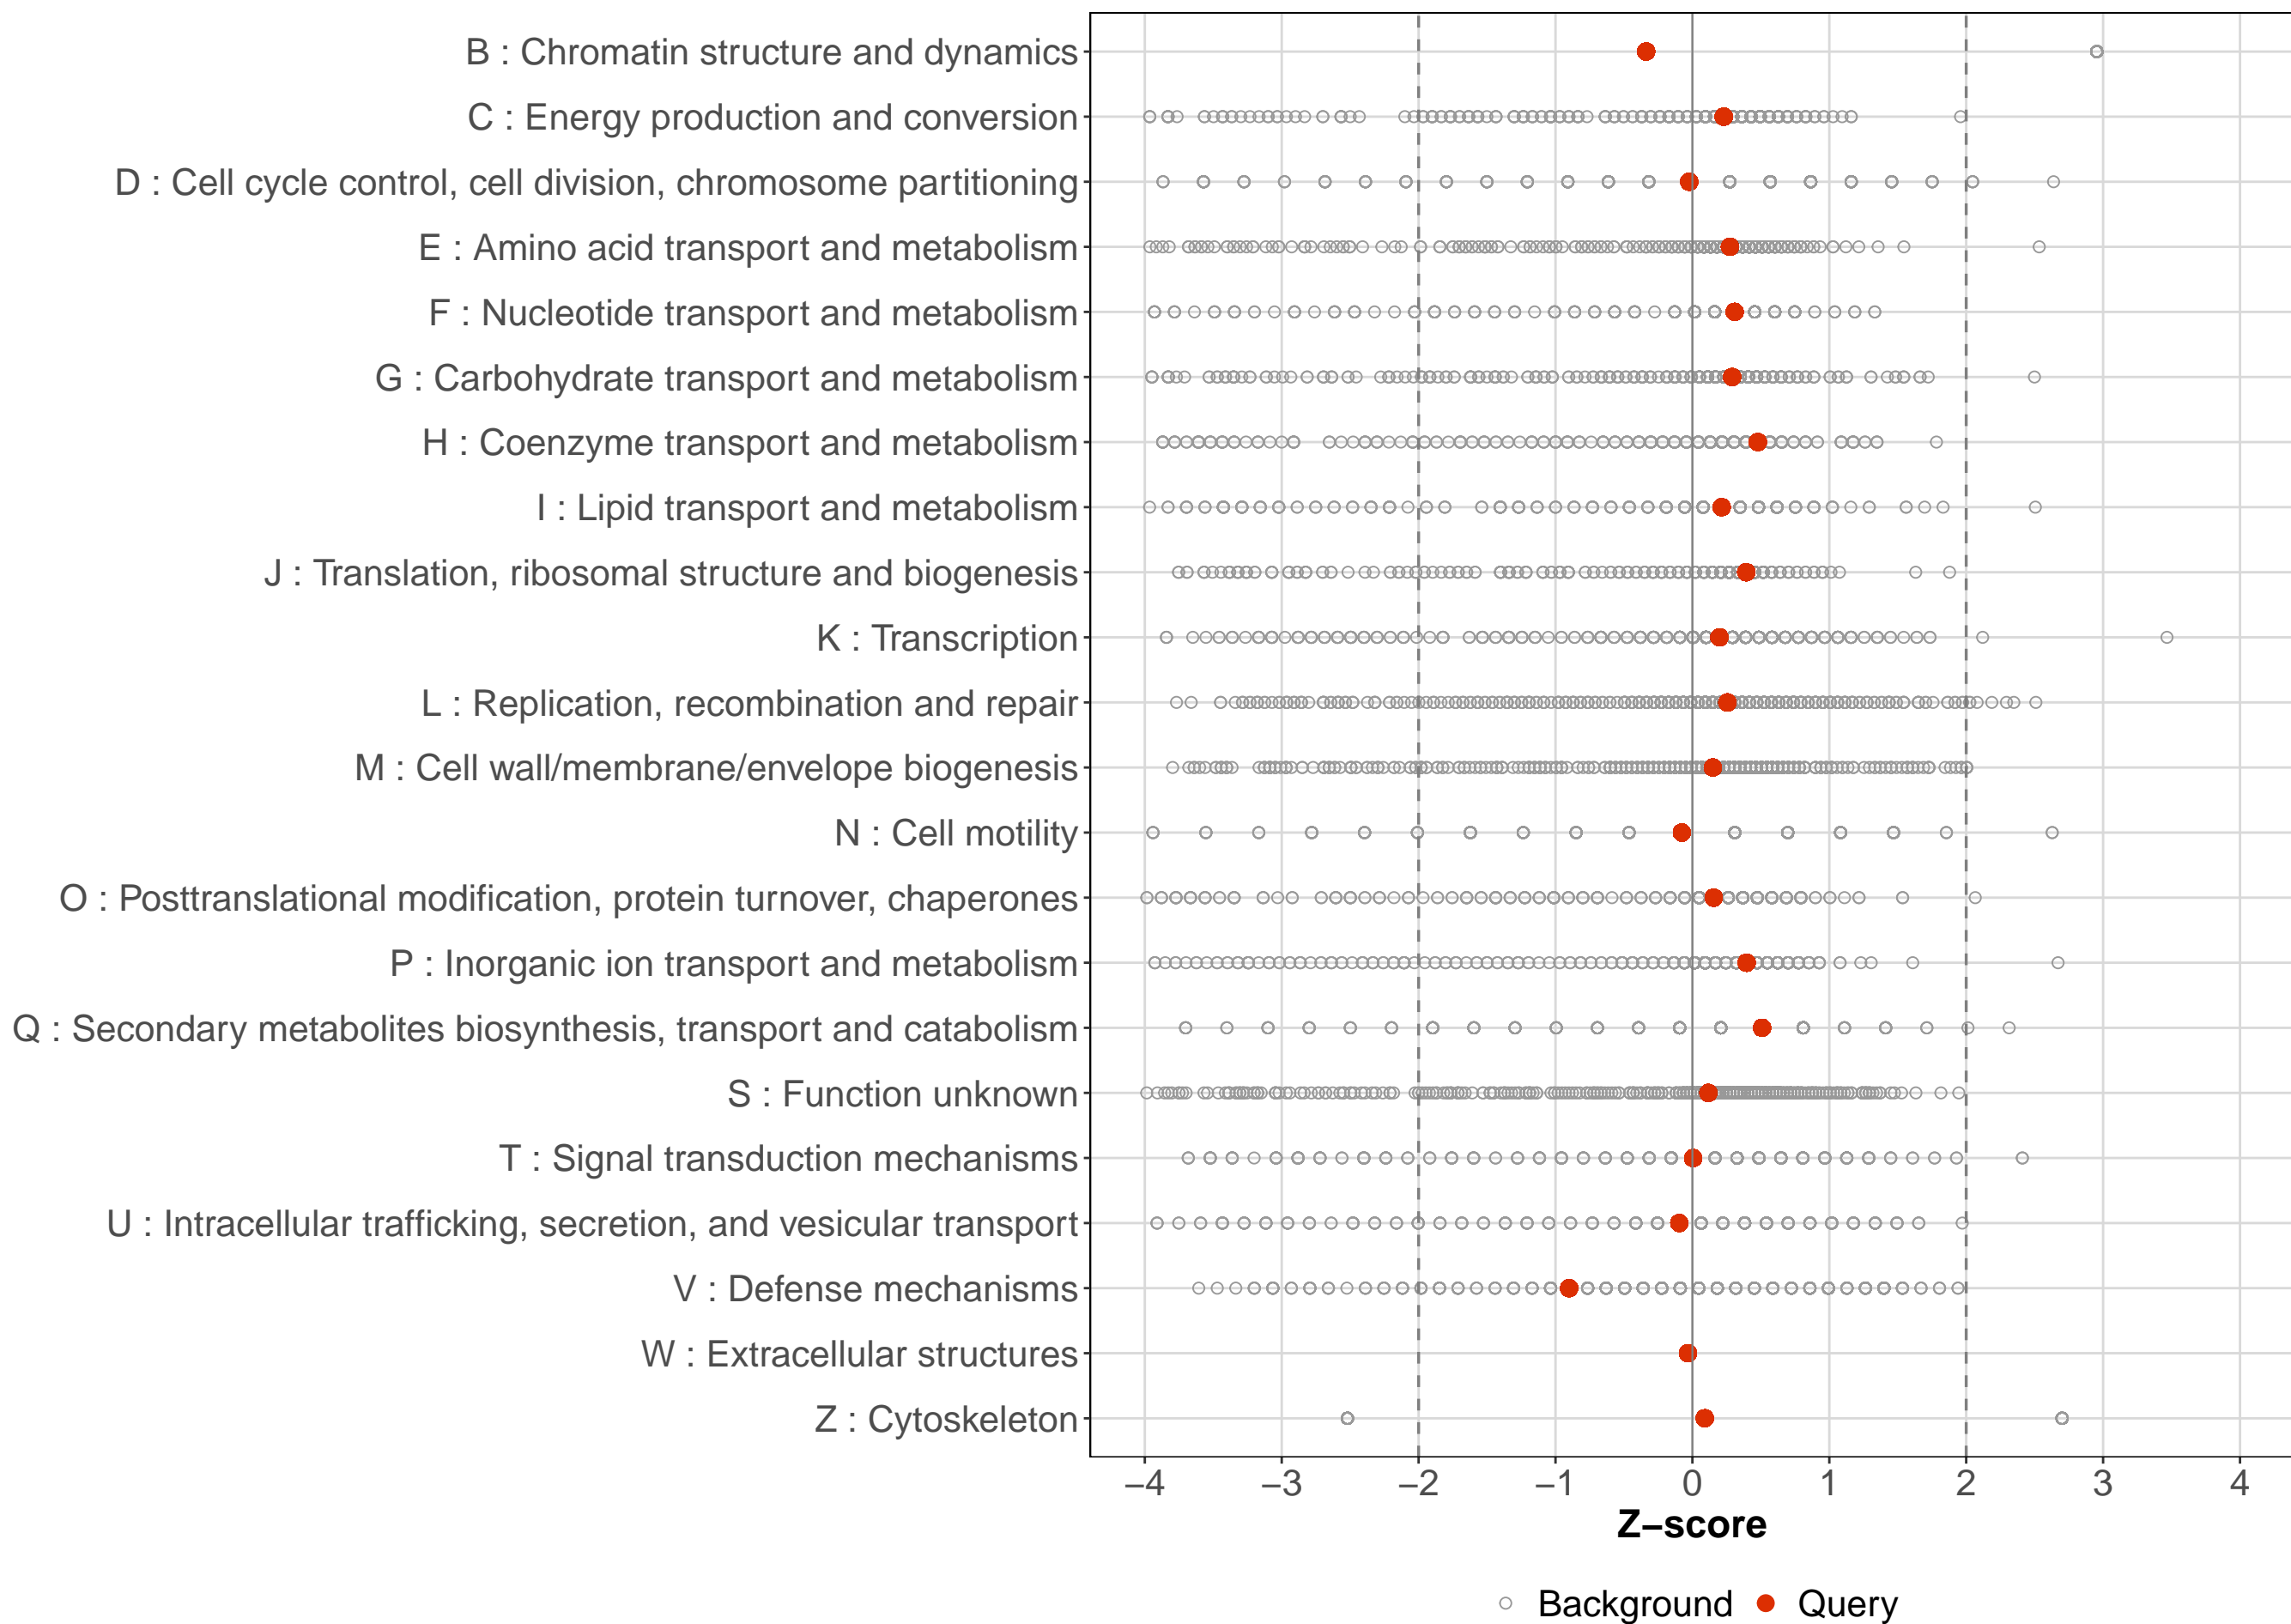 B : Chromatin structure and dynamics
C : Energy production and conversion
D : Cell cycle control, cell division, chromosome partitioning
E : Amino acid transport and metabolism
F : Nucleotide transport and metabolism
G : Carbohydrate transport and metabolism
H : Coenzyme transport and metabolism
I : Lipid transport and metabolism
J : Translation, ribosomal structure and biogenesis
K : Transcription
L : Replication, recombination and repair
M : Cell wall/membrane/envelope biogenesis
N : Cell motility
O : Posttranslational modification, protein turnover, chaperones
P : Inorganic ion transport and metabolism
Q : Secondary metabolites biosynthesis, transport and catabolism
S : Function unknown
T : Signal transduction mechanisms
U : Intracellular trafficking, secretion, and vesicular transport
V : Defense mechanisms
W : Extracellular structures
Z : Cytoskeleton
−4 −3 −2 −1 0 1 2 3 4
Z−score
Background Query